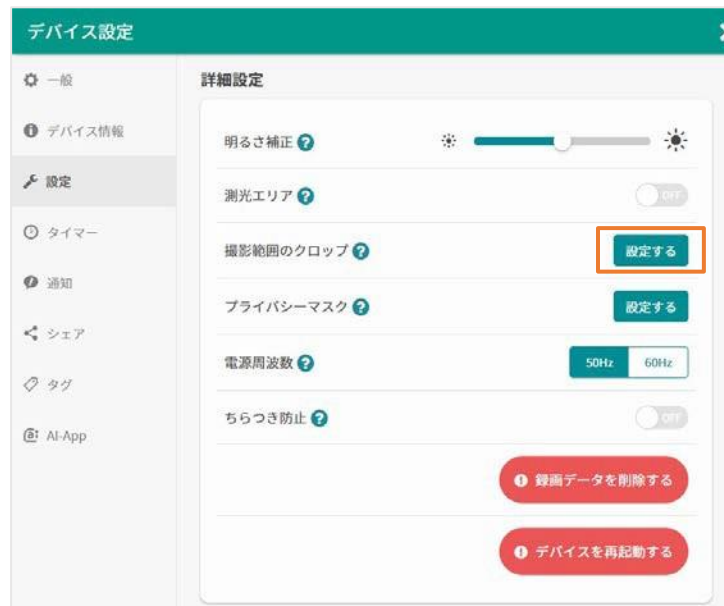 デバイス設定
一般
デバイス情報
設定
タイマー
通知
シェア
タグ
AI-App
詳細設定
明るさ補正
測光エリア OFF
撮影範囲のクロップ 設定する
プライバシーマスク 設定する
電源周波数 50Hz 60Hz
ちらつき防止 OFF
録画データを削除する
デバイスを再起動する